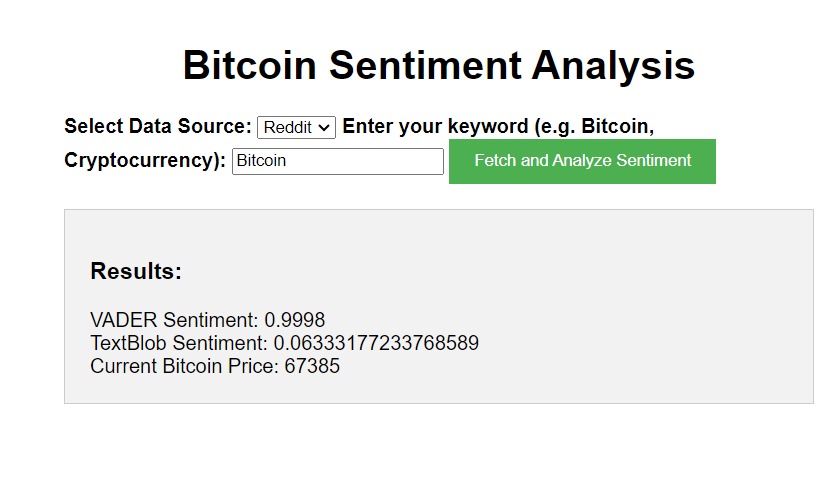 Bitcoin Sentiment Analysis
Select Data Source: Reddit Enter your keyword (e.g. Bitcoin,
Cryptocurrency): Bitcoin Fetch and Analyze Sentiment
Results:
VADER Sentiment: 0.9998
TextBlob Sentiment: 0.06333177233768589
Current Bitcoin Price: 67385